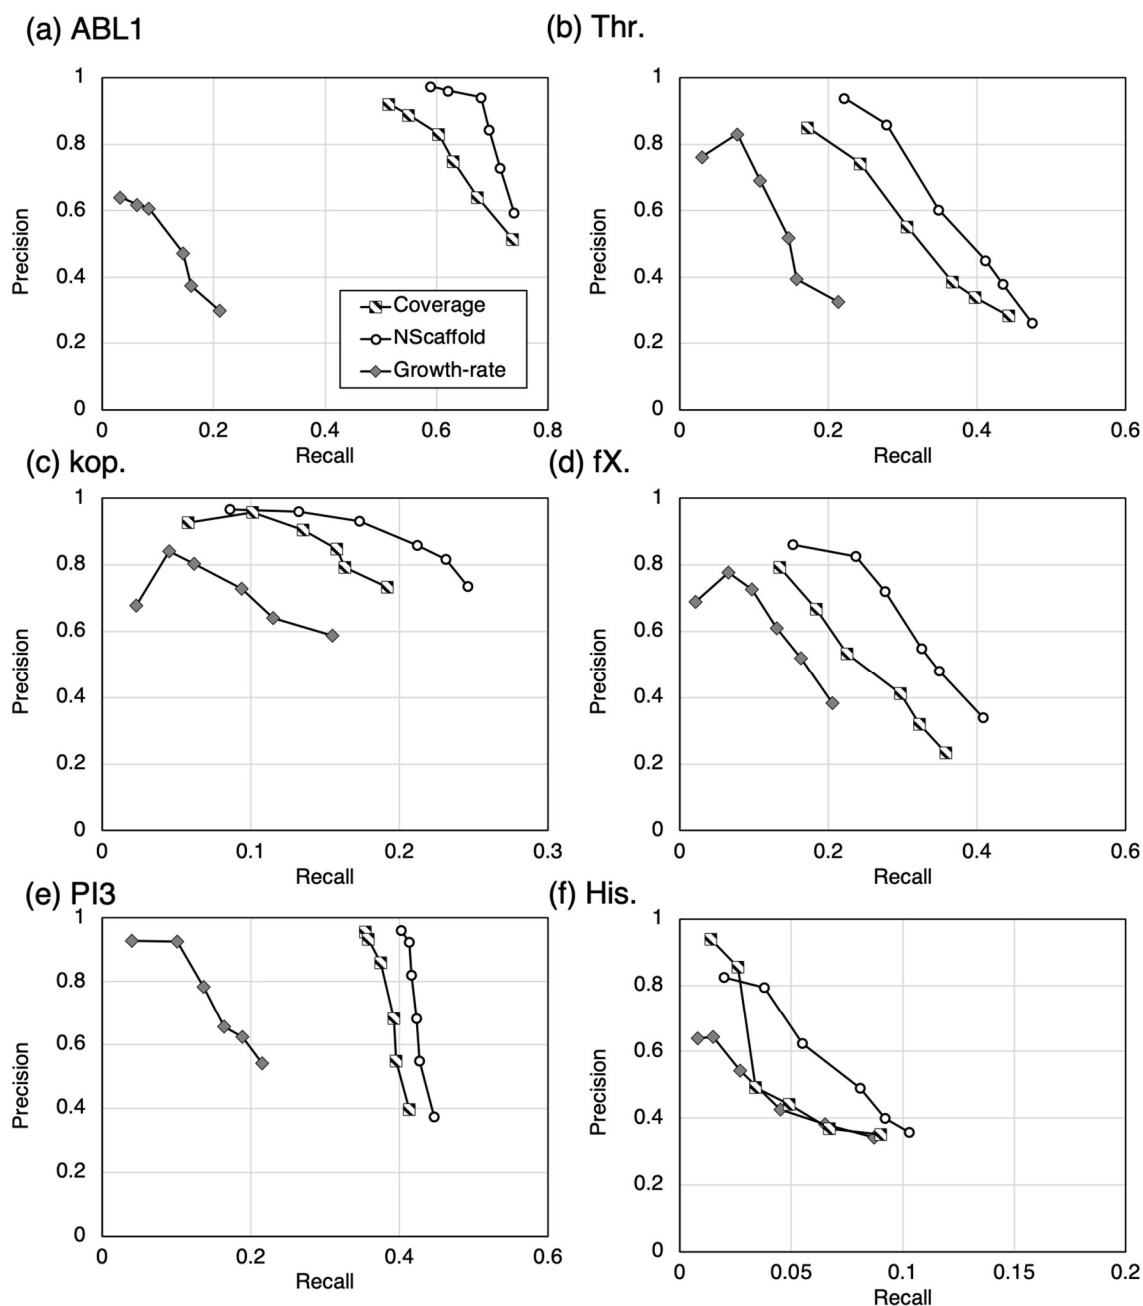 (a) ABL1
1
0.8
0.6
0.4
0.2
0
Precision
0
0.2
0.4
0.6
0.8
Recall
Coverage
NScaffold
Growth-rate
(b) Thr.
1
0.8
0.6
0.4
0.2
0
Precision
0
0.2
0.4
0.6
Recall
(c) kop.
1
0.8
0.6
0.4
0.2
0
Precision
0
0.1
0.2
0.3
Recall
(d) fX.
1
0.8
0.6
0.4
0.2
0
Precision
0
0.2
0.4
0.6
Recall
(e) PI3
1
0.8
0.6
0.4
0.2
0
Precision
0
0.2
0.4
0.6
Recall
(f) His.
1
0.8
0.6
0.4
0.2
0
Precision
0
0.05
0.1
0.15
0.2
Recall